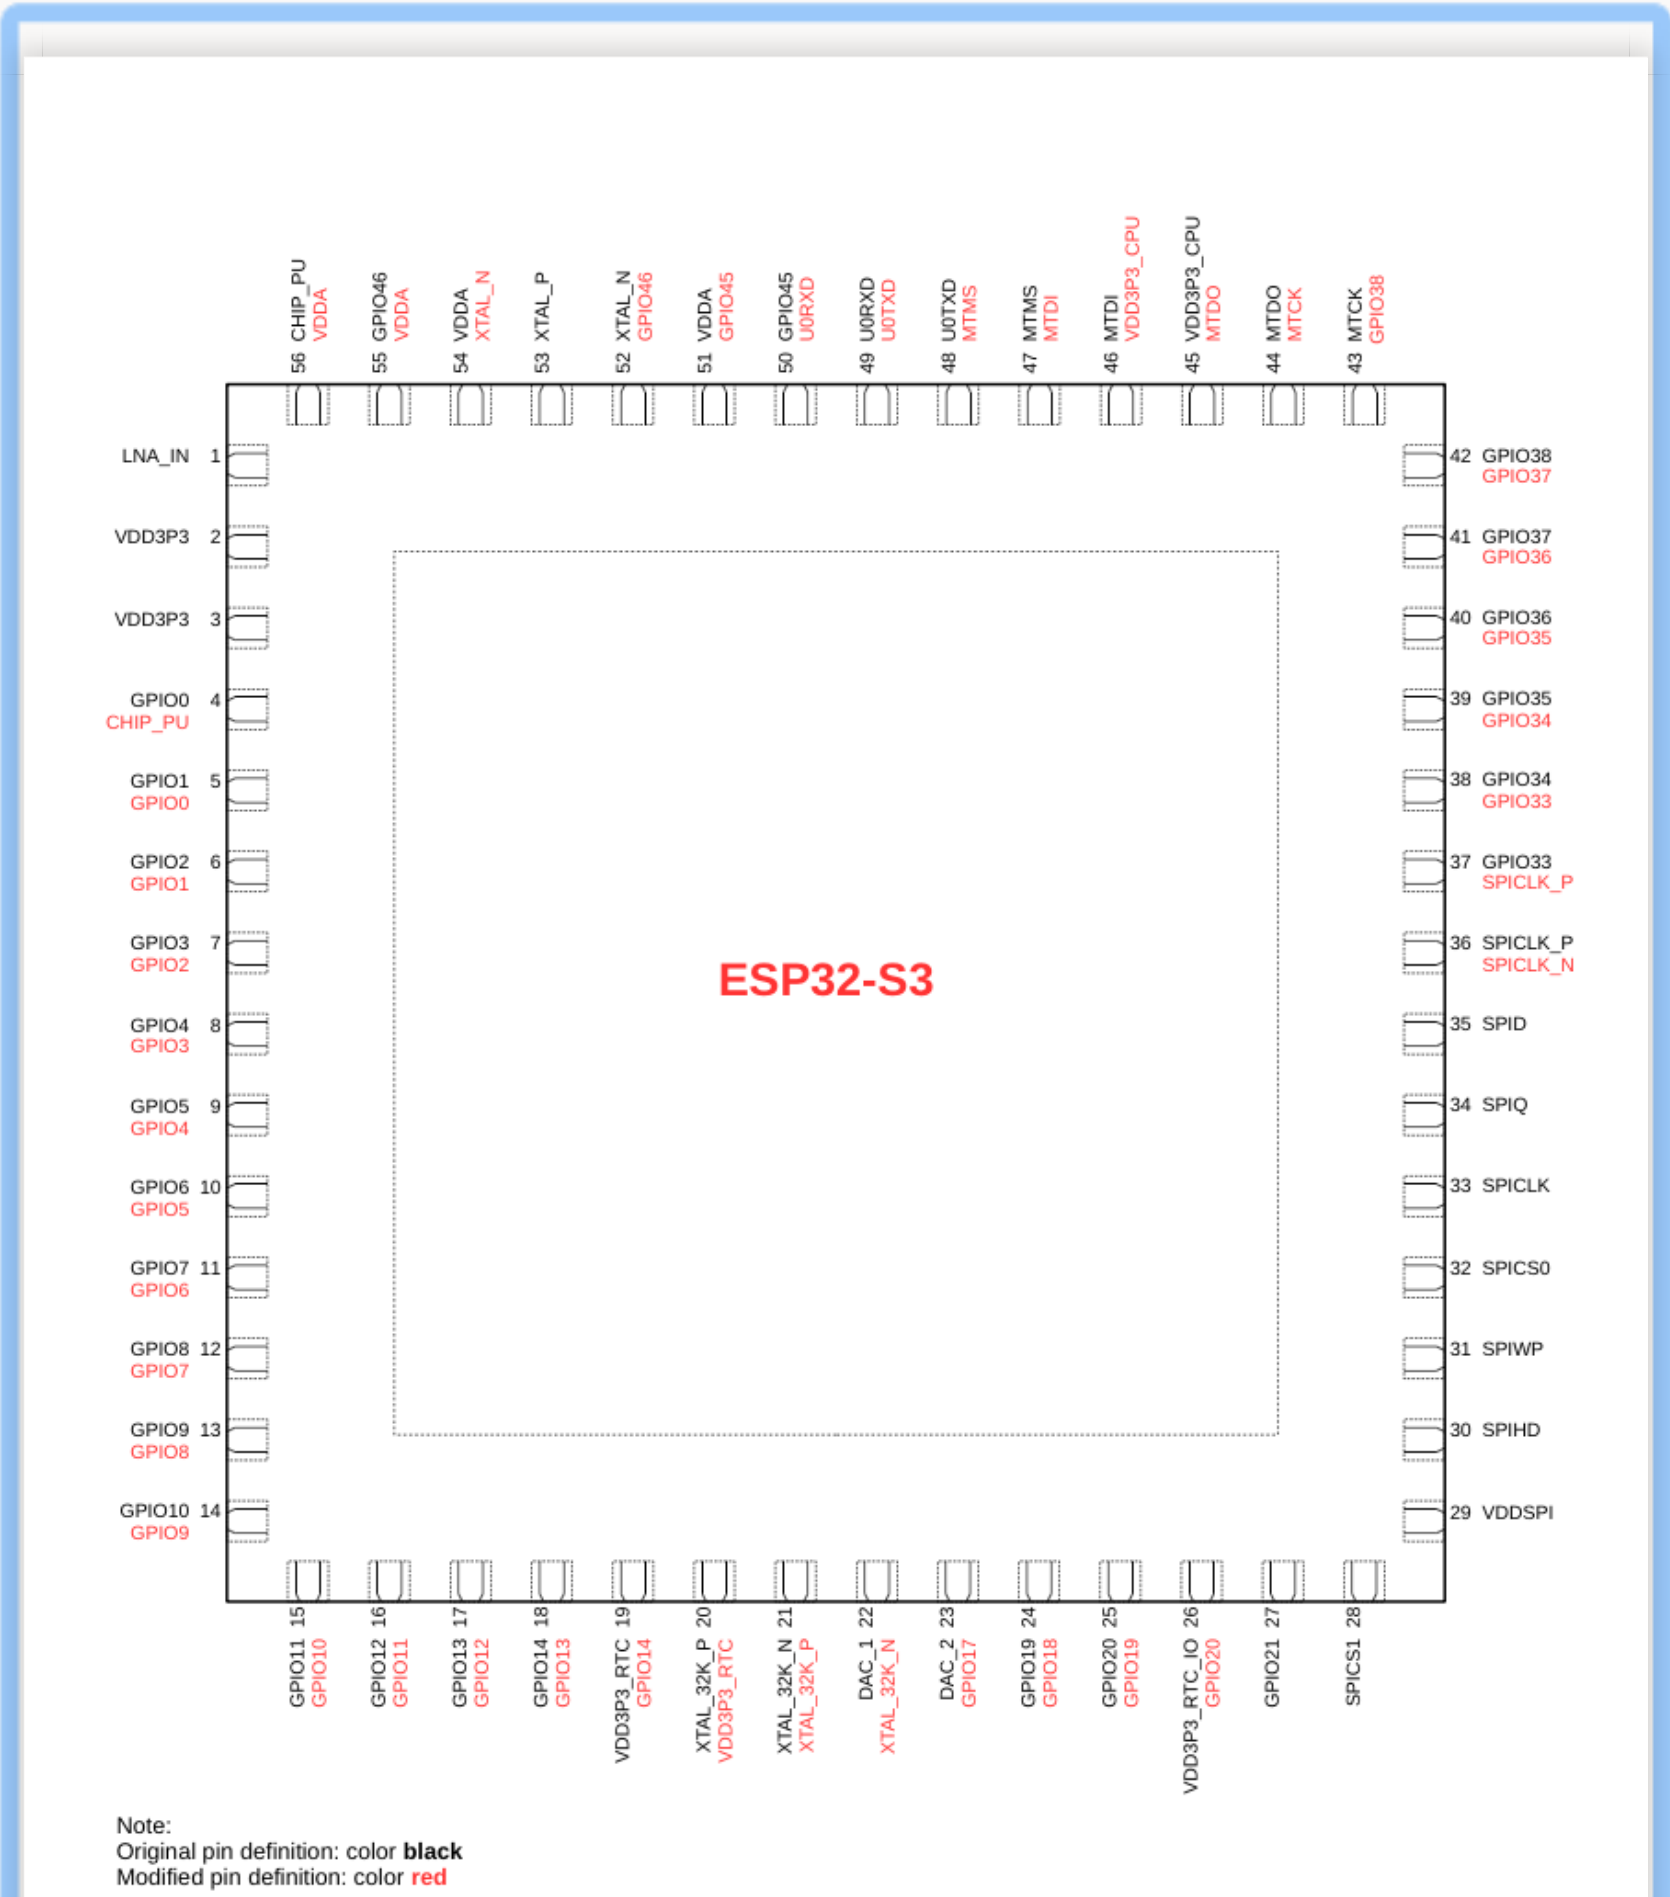 56 CHIP_PU
VDDA
55 GPIO46
VDDA
54 VDDA
XTAL_N
53 XTAL_P
52 XTAL_N
GPIO46
51 VDDA
GPIO45
50 GPIO45
U0RXD
49 U0RXD
U0TXD
48 U0TXD
MTMS
47 MTMS
MTDI
46 MTDI
VDD3P3_CPU
45 VDD3P3_CPU
MTDO
44 MTDO
MTCK
43 MTCK
GPIO38
LNA_IN 1
VDD3P3 2
VDD3P3 3
GPIO0 4
CHIP_PU
GPIO1 5
GPIO0
GPIO2 6
GPIO1
GPIO3 7
GPIO2
GPIO4 8
GPIO3
GPIO5 9
GPIO4
GPIO6 10
GPIO5
GPIO7 11
GPIO6
GPIO8 12
GPIO7
GPIO9 13
GPIO8
GPIO10 14
GPIO9
ESP32-S3
42 GPIO38
GPIO37
41 GPIO37
GPIO36
40 GPIO36
GPIO35
39 GPIO35
GPIO34
38 GPIO34
GPIO33
37 GPIO33
SPICLK_P
36 SPICLK_P
SPICLK_N
35 SPID
34 SPIQ
33 SPICLK
32 SPICS0
31 SPIWP
30 SPIHD
29 VDDSPI
GPIO11 15
GPIO10
GPIO12 16
GPIO11
GPIO13 17
GPIO12
GPIO14 18
GPIO13
VDD3P3_RTC 19
GPIO14
XTAL_32K_P 20
VDD3P3_RTC
XTAL_32K_N 21
XTAL_32K_P
DAC_1 22
XTAL_32K_N
DAC_2 23
GPIO17
GPIO19 24
GPIO18
GPIO20 25
GPIO19
VDD3P3_RTC_IO 26
GPIO20
GPIO21 27
SPICS1 28
Note:
Original pin definition: color black
Modified pin definition: color red